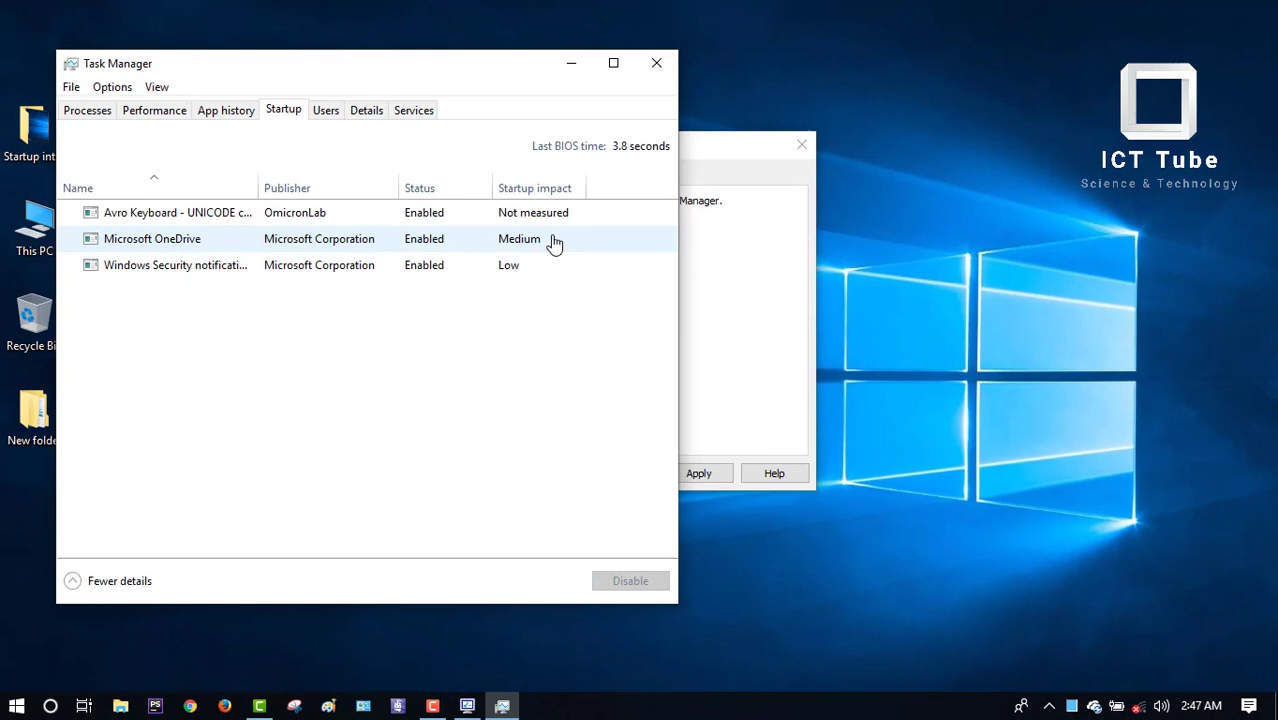 Task Manager
File Options View
Processes Performance App history Startup Users Details Services
Last BIOS time: 3.8 seconds
Name Publisher Status Startup impact
Avro Keyboard - UNICODE c... OmicronLab Enabled Not measured
Microsoft OneDrive Microsoft Corporation Enabled Medium
Windows Security notificati... Microsoft Corporation Enabled Low
Fewer details Disable
Manager.
Apply Help
Startup int
This PC
Recycle Bi
New folde
ICT Tube
Science & Technology
PS
2:47 AM